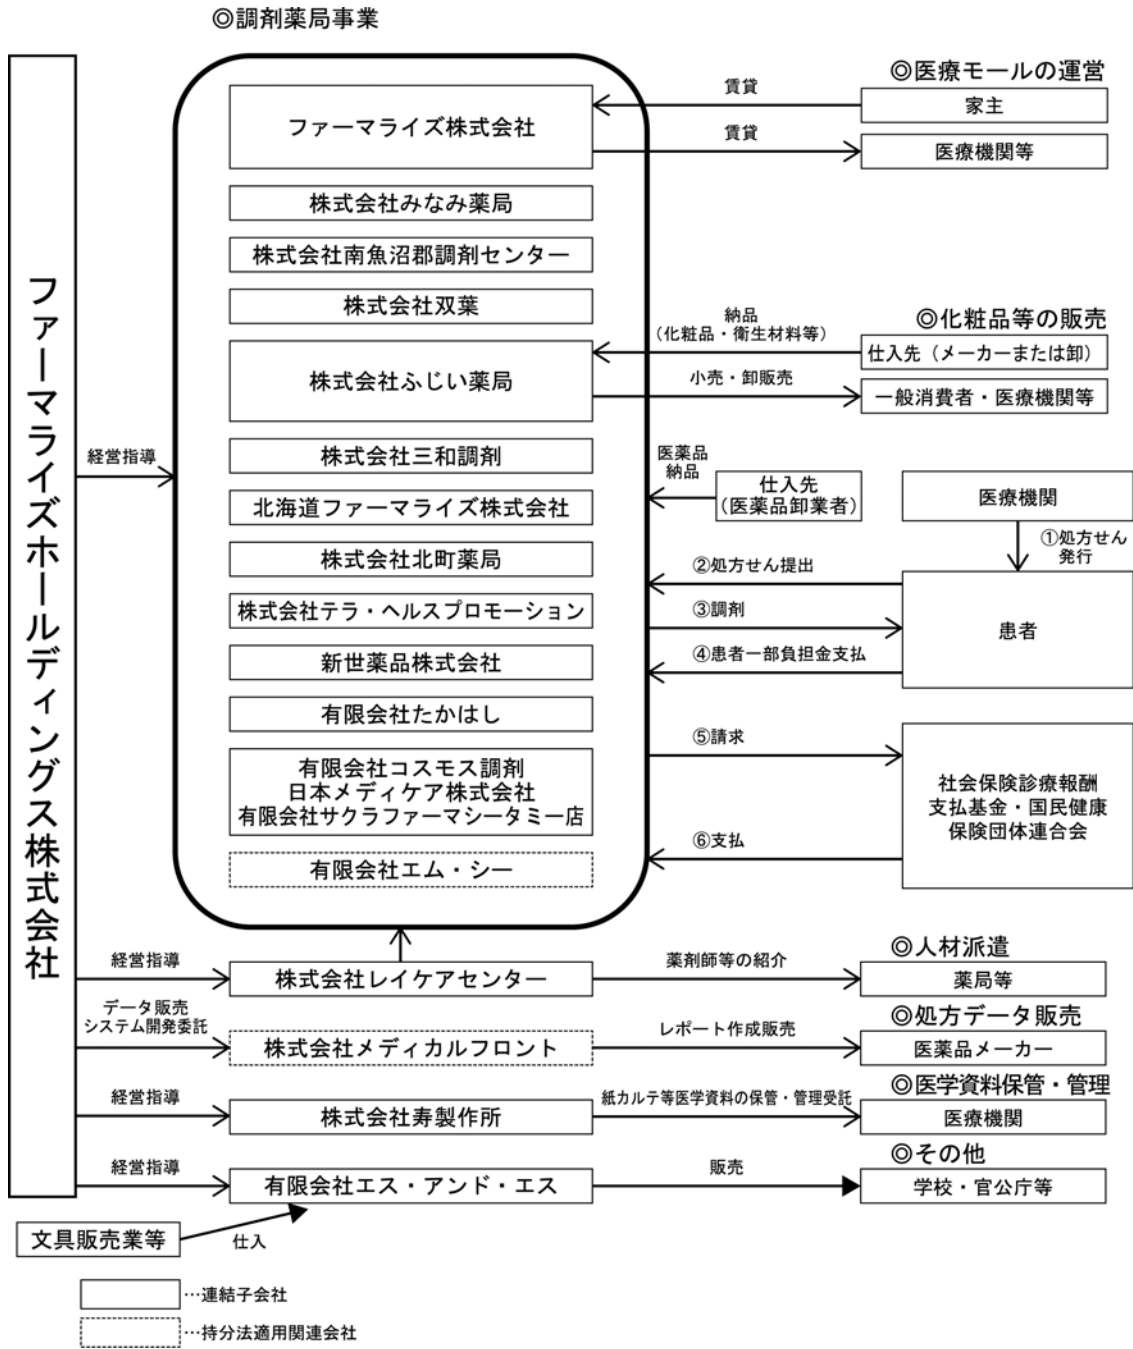 ◎調剤薬局事業
ファーマライズホールディングス株式会社
経営指導
ファーマライズ株式会社
株式会社みなみ薬局
株式会社南魚沼郡調剤センター
株式会社双葉
株式会社ふじい薬局
株式会社三和調剤
北海道ファーマライズ株式会社
株式会社北町薬局
株式会社テラ・ヘルスプロモーション
新世薬品株式会社
有限会社たかはし
有限会社コスモス調剤
日本メディケア株式会社
有限会社サクラファーマシータミー店
有限会社エム・シー
◎医療モールの運営
賃貸
家主
賃貸
医療機関等
◎化粧品等の販売
納品
（化粧品・衛生材料等）
仕入先（メーカーまたは卸）
小売・卸販売
一般消費者・医療機関等
医薬品
納品
仕入先
（医薬品卸業者）
医療機関
①処方せん
発行
②処方せん提出
③調剤
④患者一部負担金支払
患者
⑤請求
⑥支払
社会保険診療報酬
支払基金・国民健康
保険団体連合会
◎人材派遣
経営指導
株式会社レイケアセンター
薬剤師等の紹介
薬局等
◎処方データ販売
データ販売
システム開発委託
株式会社メディカルフロント
レポート作成販売
医薬品メーカー
◎医学資料保管・管理
経営指導
株式会社寿製作所
紙カルテ等医学資料の保管・管理受託
医療機関
◎その他
経営指導
有限会社エス・アンド・エス
販売
学校・官公庁等
文具販売業等
仕入
…連結子会社
…持分法適用関連会社